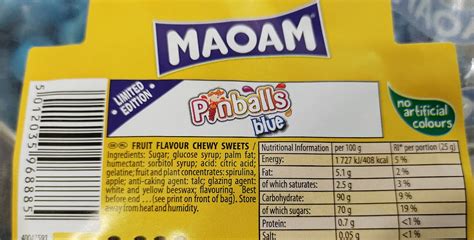 MAOAM
LIMITED
EDITION
Pinballs
blue
no
artificial
colours
FRUIT FLAVOUR CHEWY SWEETS /
Ingredients: Sugar; glucose syrup; palm fat;
humectant: sorbitol syrup; acid: citric acid;
gelatine; fruit and plant concentrates: spirulina,
apple; anti-caking agent: talc; glazing agent:
white and yellow beeswax; flavouring. Best
before end ...(see print on front of bag). Store
away from heat and humidity.
Nutritional Information per 100 g RI* per portion (25 g)
Energy: 1 727 kJ/408 kcal 5 %
Fat: 5.1 g 2 %
of which saturates: 2.5 g 3 %
Carbohydrate: 90 g 9 %
of which sugars: 70 g 19 %
Protein: 0.7 g <1 %
Salt: 0.05 g <1 %